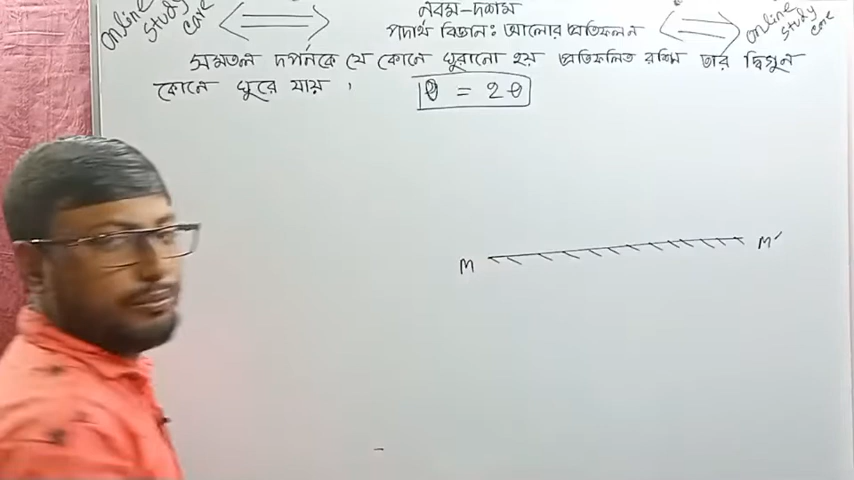 নবম-দশম
online study care
পদার্থ বিজ্ঞান: আলোর প্রতিফলন
online study care
সমতল দর্পনকে যে কোনে ঘুরানো হয় প্রতিফলিত রশ্মি তার দ্বিগুন
কোনে ঘুরে যায় ।
θ = 2θ
M M′